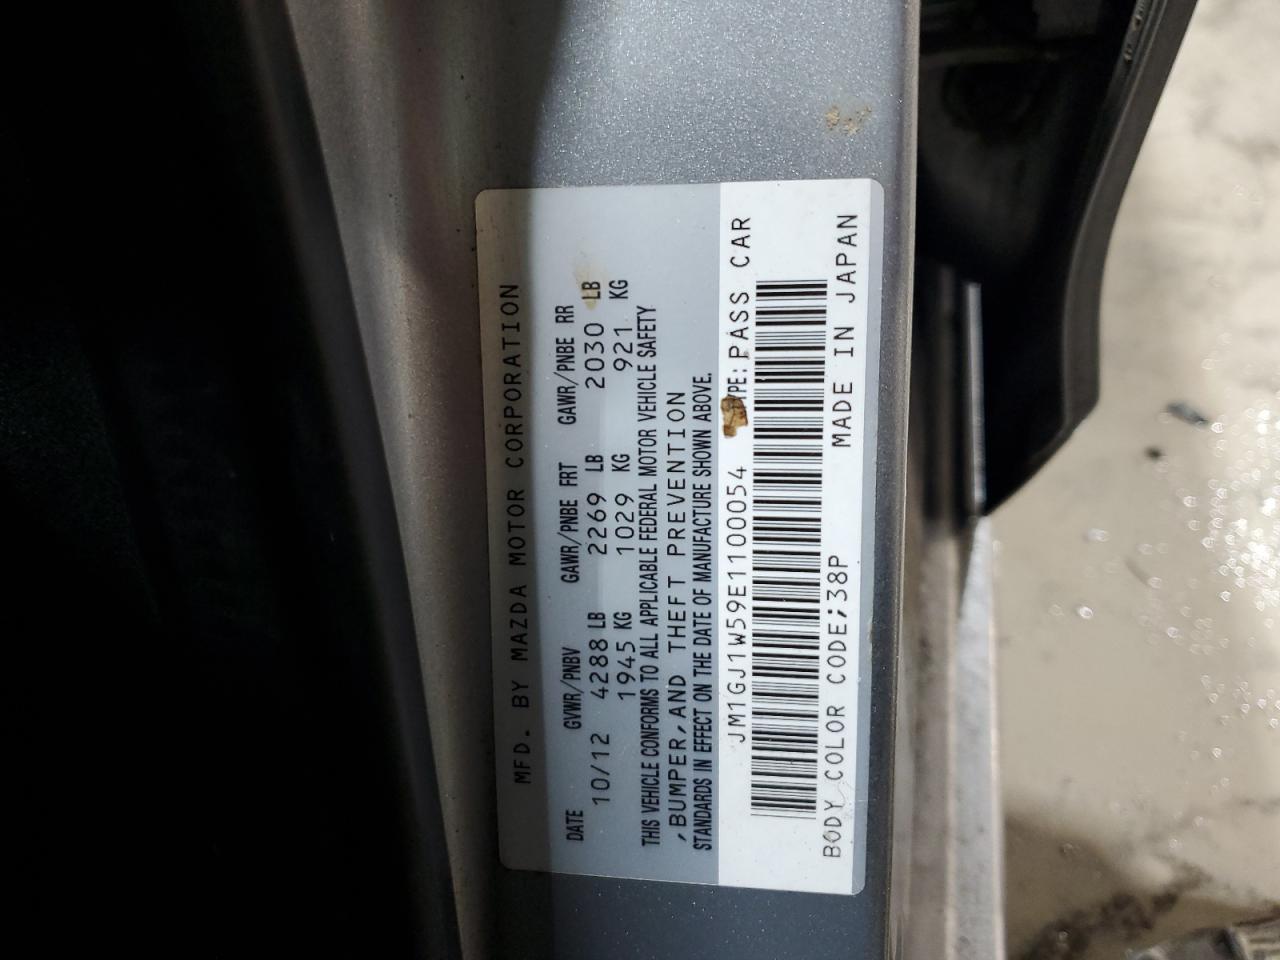 MFD. BY MAZDA MOTOR CORPORATION
DATE GVWR/PNBV GAWR/PNBE FRT GAWR/PNBE RR
10/12 4288 LB 2269 LB 2030 LB
1945 KG 1029 KG 921 KG
THIS VEHICLE CONFORMS TO ALL APPLICABLE FEDERAL MOTOR VEHICLE SAFETY
,BUMPER,AND THEFT PREVENTION
STANDARDS IN EFFECT ON THE DATE OF MANUFACTURE SHOWN ABOVE.
JM1GJ1W59E1100054 PASS CAR
BODY COLOR CODE;38P MADE IN JAPAN